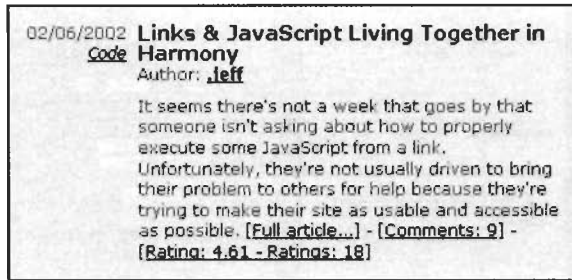 02/06/2002 Links & JavaScript Living Together in
Code Harmony
Author: .jeff
It seems there's not a week that goes by that
someone isn't asking about how to properly
execute some JavaScript from a link.
Unfortunately, they're not usually driven to bring
their problem to others for help because they're
trying to make their site as usable and accessible
as possible. [Full article...] - [Comments: 9] -
[Rating: 4.61 - Ratings: 18]